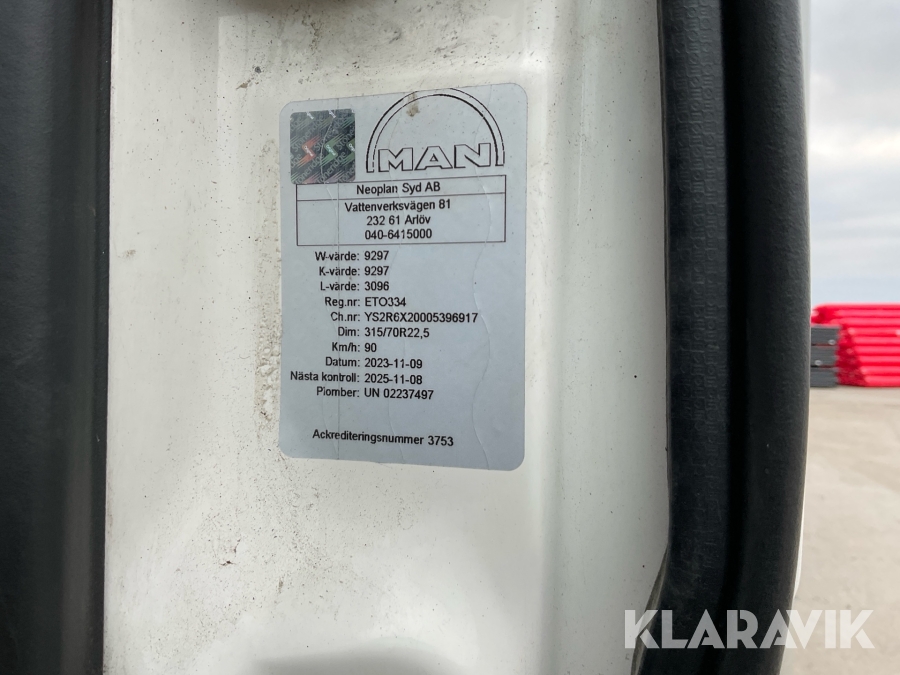 MAN
Neoplan Syd AB
Vattenverksvägen 81
232 61 Arlöv
040-6415000
W-värde: 9297
K-värde: 9297
L-värde: 3096
Reg.nr: ETO334
Ch.nr: YS2R6X20005396917
Dim: 315/70R22,5
Km/h: 90
Datum: 2023-11-09
Nästa kontroll: 2025-11-08
Plomber: UN 02237497
Ackrediteringsnummer 3753
KLARAVIK